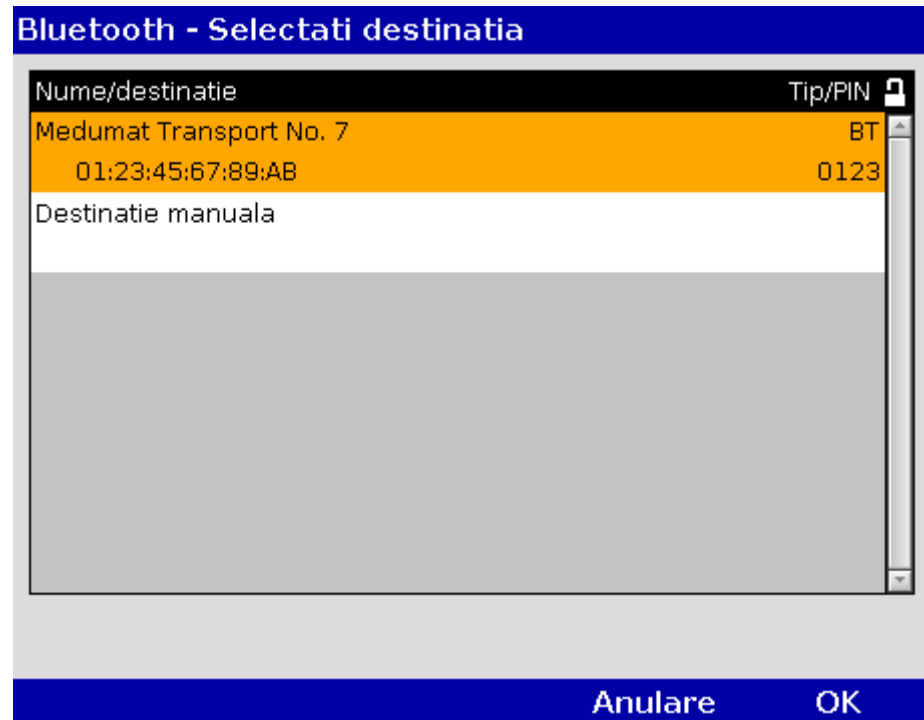 Bluetooth - Selectati destinatia
Nume/destinatie Tip/PIN
Medumat Transport No. 7 BT
01:23:45:67:89:AB 0123
Destinatie manuala
Anulare OK